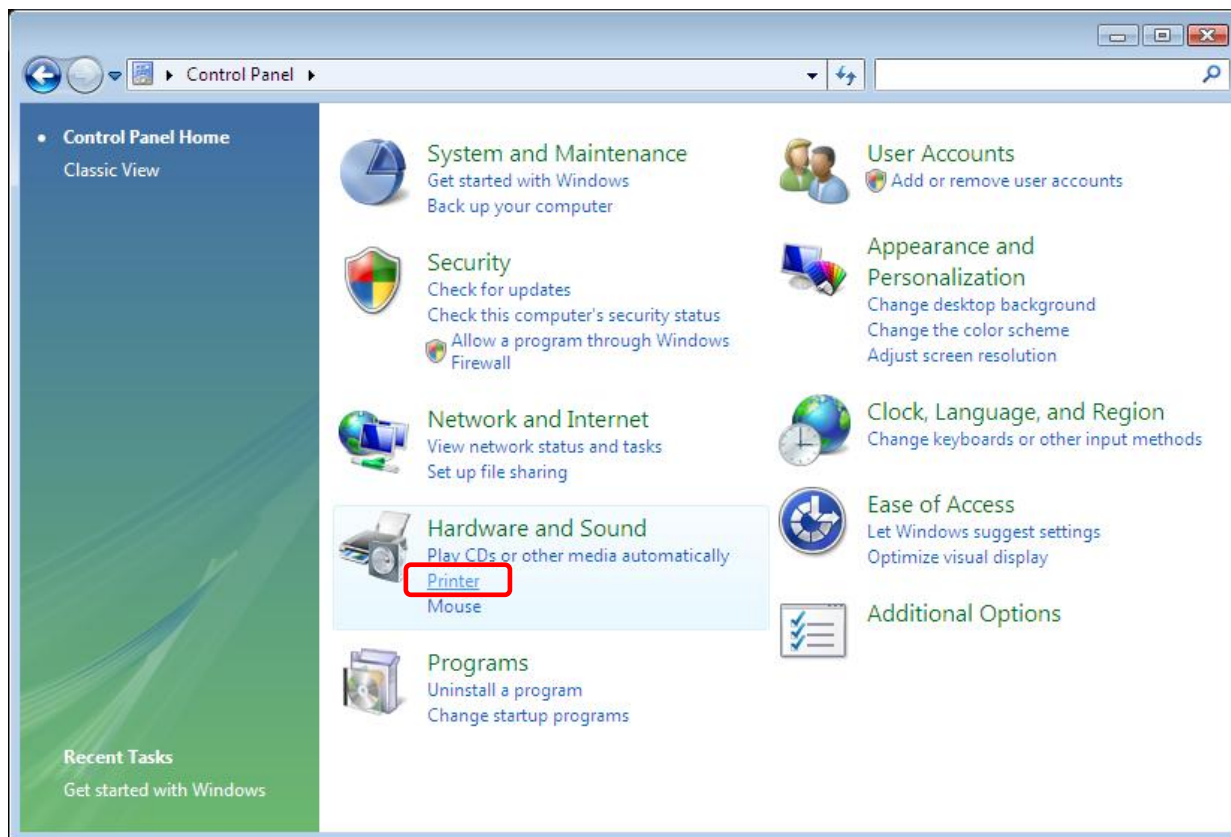 Control Panel
Control Panel Home
Classic View
Recent Tasks
Get started with Windows
System and Maintenance
Get started with Windows
Back up your computer
Security
Check for updates
Check this computer's security status
Allow a program through Windows
Firewall
Network and Internet
View network status and tasks
Set up file sharing
Hardware and Sound
Play CDs or other media automatically
Printer
Mouse
Programs
Uninstall a program
Change startup programs
User Accounts
Add or remove user accounts
Appearance and
Personalization
Change desktop background
Change the color scheme
Adjust screen resolution
Clock, Language, and Region
Change keyboards or other input methods
Ease of Access
Let Windows suggest settings
Optimize visual display
Additional Options